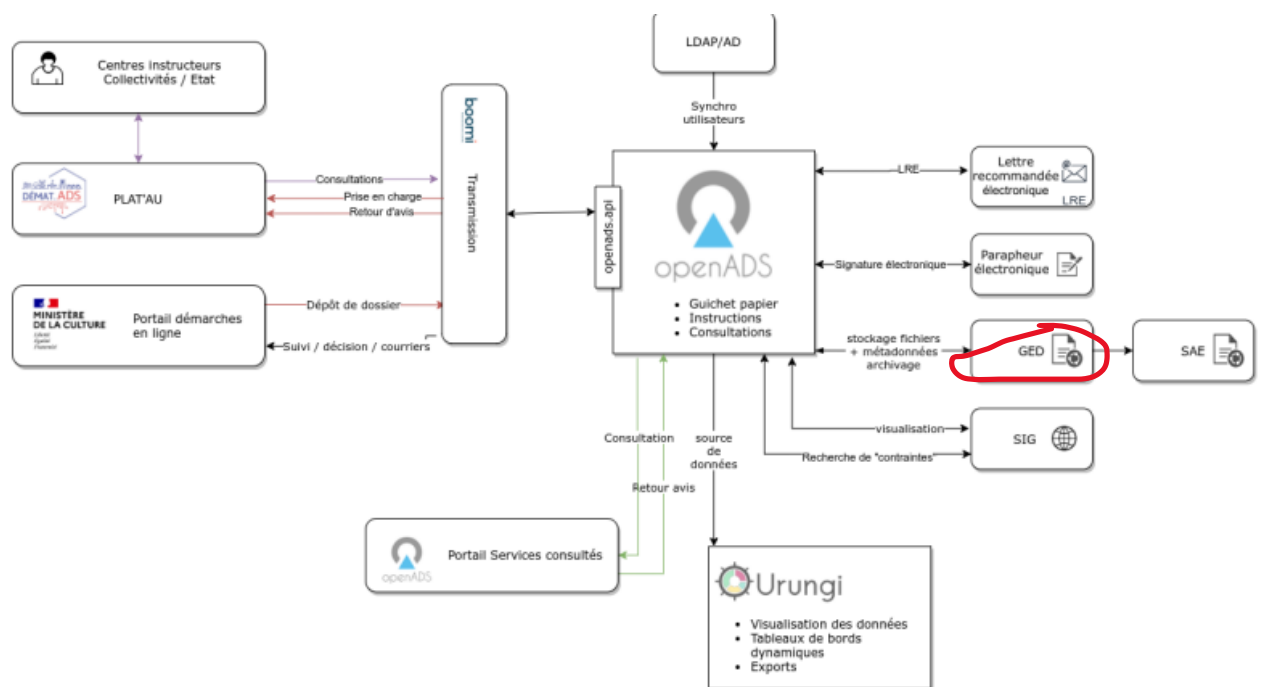 LDAP/AD
Centres instructeurs
Collectivités / Etat
Synchro
utilisateurs
boomi
Transmission
PLAT'AU
DÉMAT.ADS
Consultations
Prise en charge
Retour d'avis
openads.api
openADS
Guichet papier
Instructions
Consultations
LRE
Lettre
recommandée
électronique
LRE
Signature électronique
Parapheur
électronique
MINISTÈRE
DE LA CULTURE
Liberté
Égalité
Fraternité
Portail démarches
en ligne
Dépôt de dossier
Suivi / décision / courriers
stockage fichiers
+ métadonnées
archivage
GED
SAE
visualisation
Recherche de "contraintes"
SIG
Consultation
source
de
données
Retour avis
openADS
Portail Services consultés
Urungi
Visualisation des données
Tableaux de bords
dynamiques
Exports